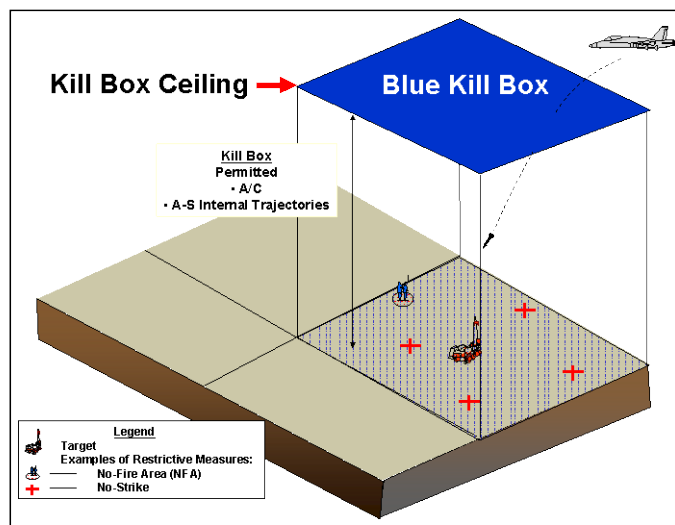 Kill Box Ceiling
Blue Kill Box
Kill Box
Permitted
· A/C
· A-S Internal Trajectories
Legend
Target
Examples of Restrictive Measures:
No-Fire Area (NFA)
No-Strike